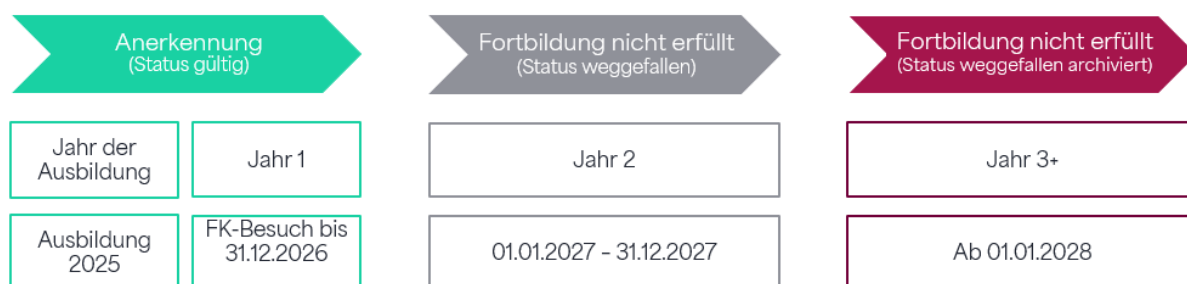 Anerkennung
(Status gültig)
Fortbildung nicht erfüllt
(Status weggefallen)
Fortbildung nicht erfüllt
(Status weggefallen archiviert)
Jahr der
Ausbildung
Jahr 1
Jahr 2
Jahr 3+
Ausbildung
2025
FK-Besuch bis
31.12.2026
01.01.2027 – 31.12.2027
Ab 01.01.2028